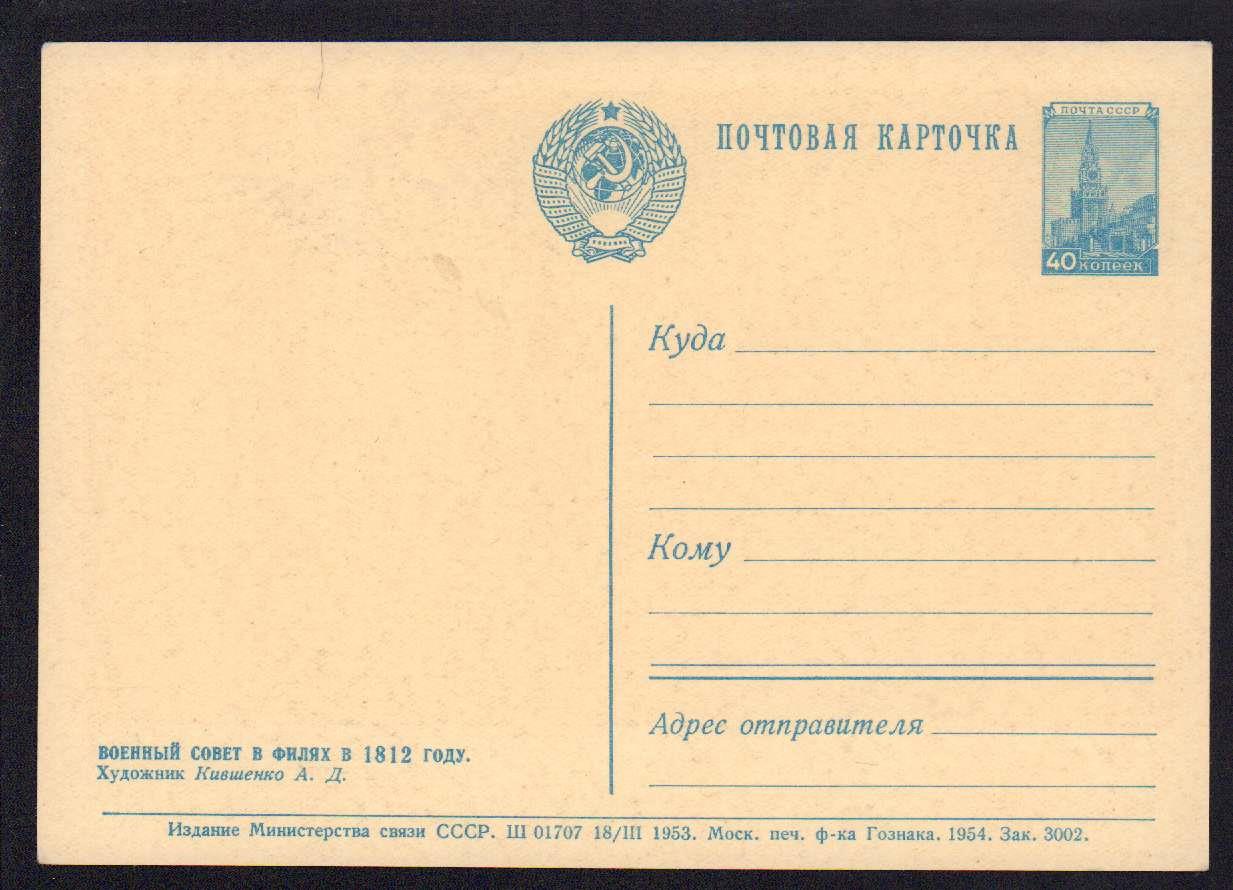 ПОЧТОВАЯ КАРТОЧКА
ПОЧТА СССР
40 копеек
Куда
Кому
Адрес отправителя
ВОЕННЫЙ СОВЕТ В ФИЛЯХ В 1812 ГОДУ.
Художник Кившенко А. Д.
Издание Министерства связи СССР. Ш 01707 18/III 1953. Моск. печ. ф-ка Гознака. 1954. Зак. 3002.